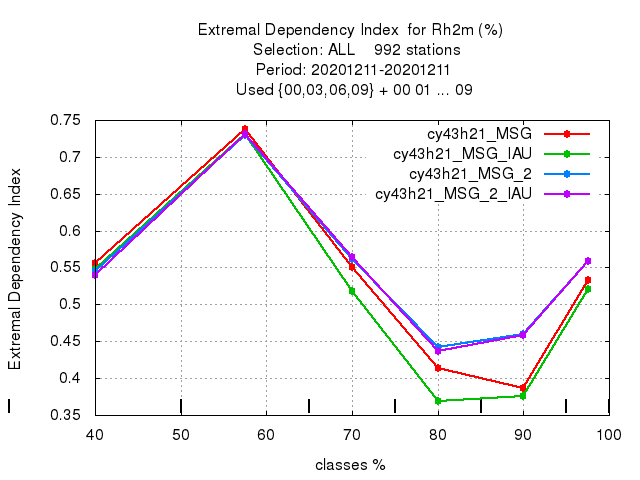 Extremal Dependency Index  for Rh2m (%)
Selection: ALL    992 stations
Period: 20201211-20201211
Used {00,03,06,09} + 00 01 ... 09
0.75
0.7
0.65
0.6
0.55
0.5
0.45
0.4
0.35
Extremal Dependency Index
cy43h21_MSG
cy43h21_MSG_IAU
cy43h21_MSG_2
cy43h21_MSG_2_IAU
40 50 60 70 80 90 100
classes %